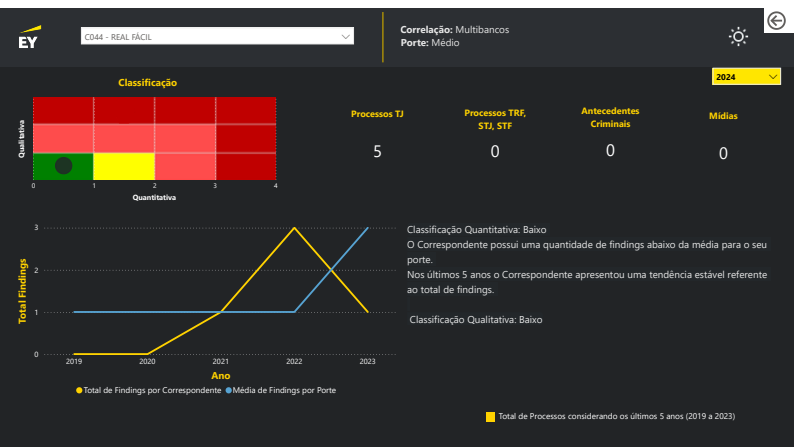 EY
C044 - REAL FÁCIL
Correlação: Multibancos
Porte: Médio
2024
Classificação
Qualitativa
0 1 2 3 4
Quantitativa
Processos TJ
5
Processos TRF,
STJ, STF
0
Antecedentes
Criminais
0
Mídias
0
Total Findings
3
2
1
0
2019 2020 2021 2022 2023
Ano
Total de Findings por Correspondente Média de Findings por Porte
Classificação Quantitativa: Baixo
O Correspondente possui uma quantidade de findings abaixo da média para o seu
porte.
Nos últimos 5 anos o Correspondente apresentou uma tendência estável referente
ao total de findings.
Classificação Qualitativa: Baixo
Total de Processos considerando os últimos 5 anos (2019 a 2023)